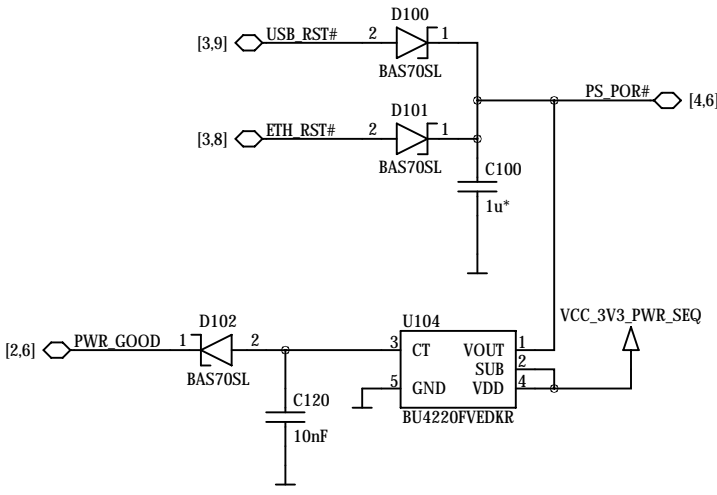 D100
[3,9] USB_RST# 2 1
BAS70SL
PS_POR# [4,6]
D101
[3,8] ETH_RST# 2 1
BAS70SL
C100
1u*
D102
[2,6] PWR_GOOD 1 2
BAS70SL
C120
10nF
U104
3 CT VOUT 1
SUB 2
5 GND VDD 4
BU4220FVEDKR
VCC_3V3_PWR_SEQ